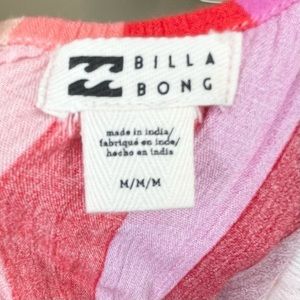 BILLA
BONG
made in india/
fabriqué en inde/
hecho en india
M/M/M